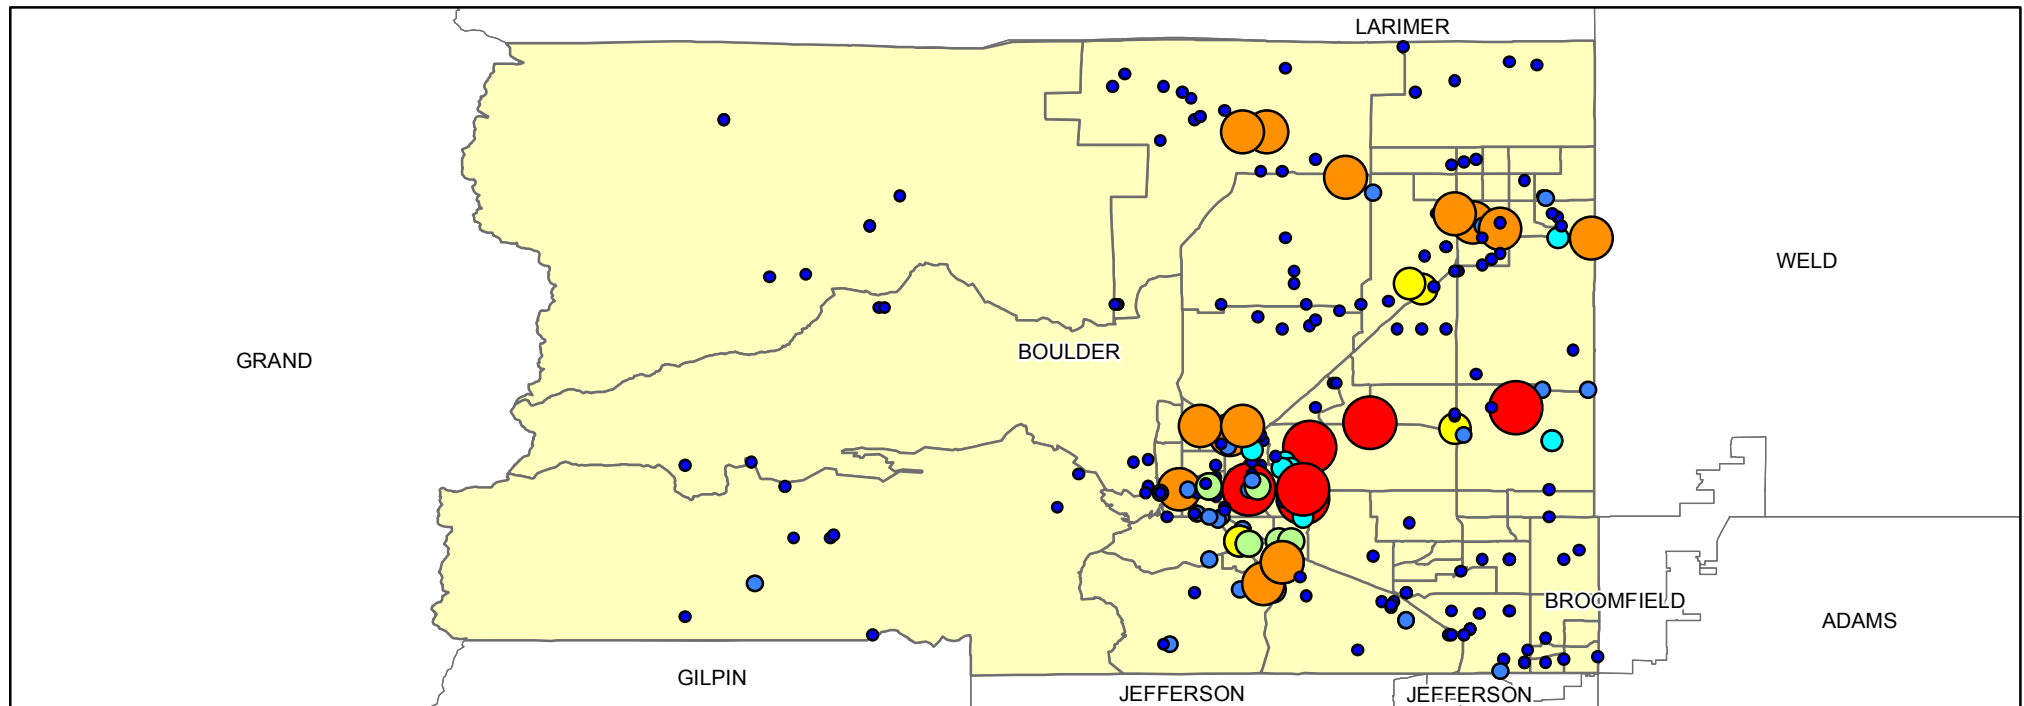 LARIMER
WELD
GRAND
BOULDER
BROOMFIELD
ADAMS
GILPIN
JEFFERSON
JEFFERSON